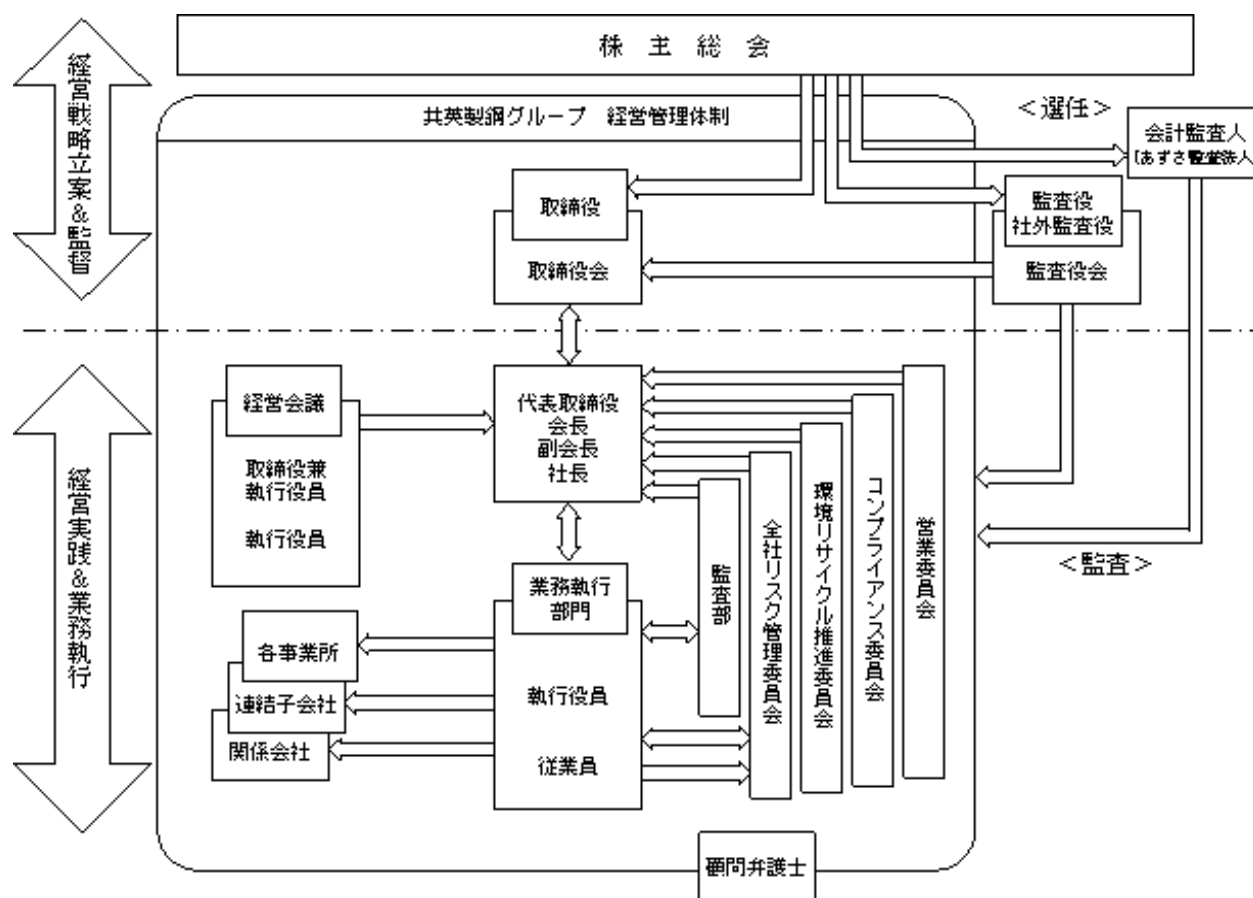 株主総会
経営戦略立案&監督
共英製鋼グループ 経営管理体制
<選任>
会計監査人
(あずさ監査法人)
取締役
取締役会
監査役
社外監査役
監査役会
経営実践&業務執行
経営会議
取締役兼
執行役員
執行役員
代表取締役
会長
副会長
社長
業務執行
部門
執行役員
従業員
各事業所
連結子会社
関係会社
監査部
全社リスク管理委員会
環境リサイクル推進委員会
コンプライアンス委員会
営業委員会
<監査>
顧問弁護士